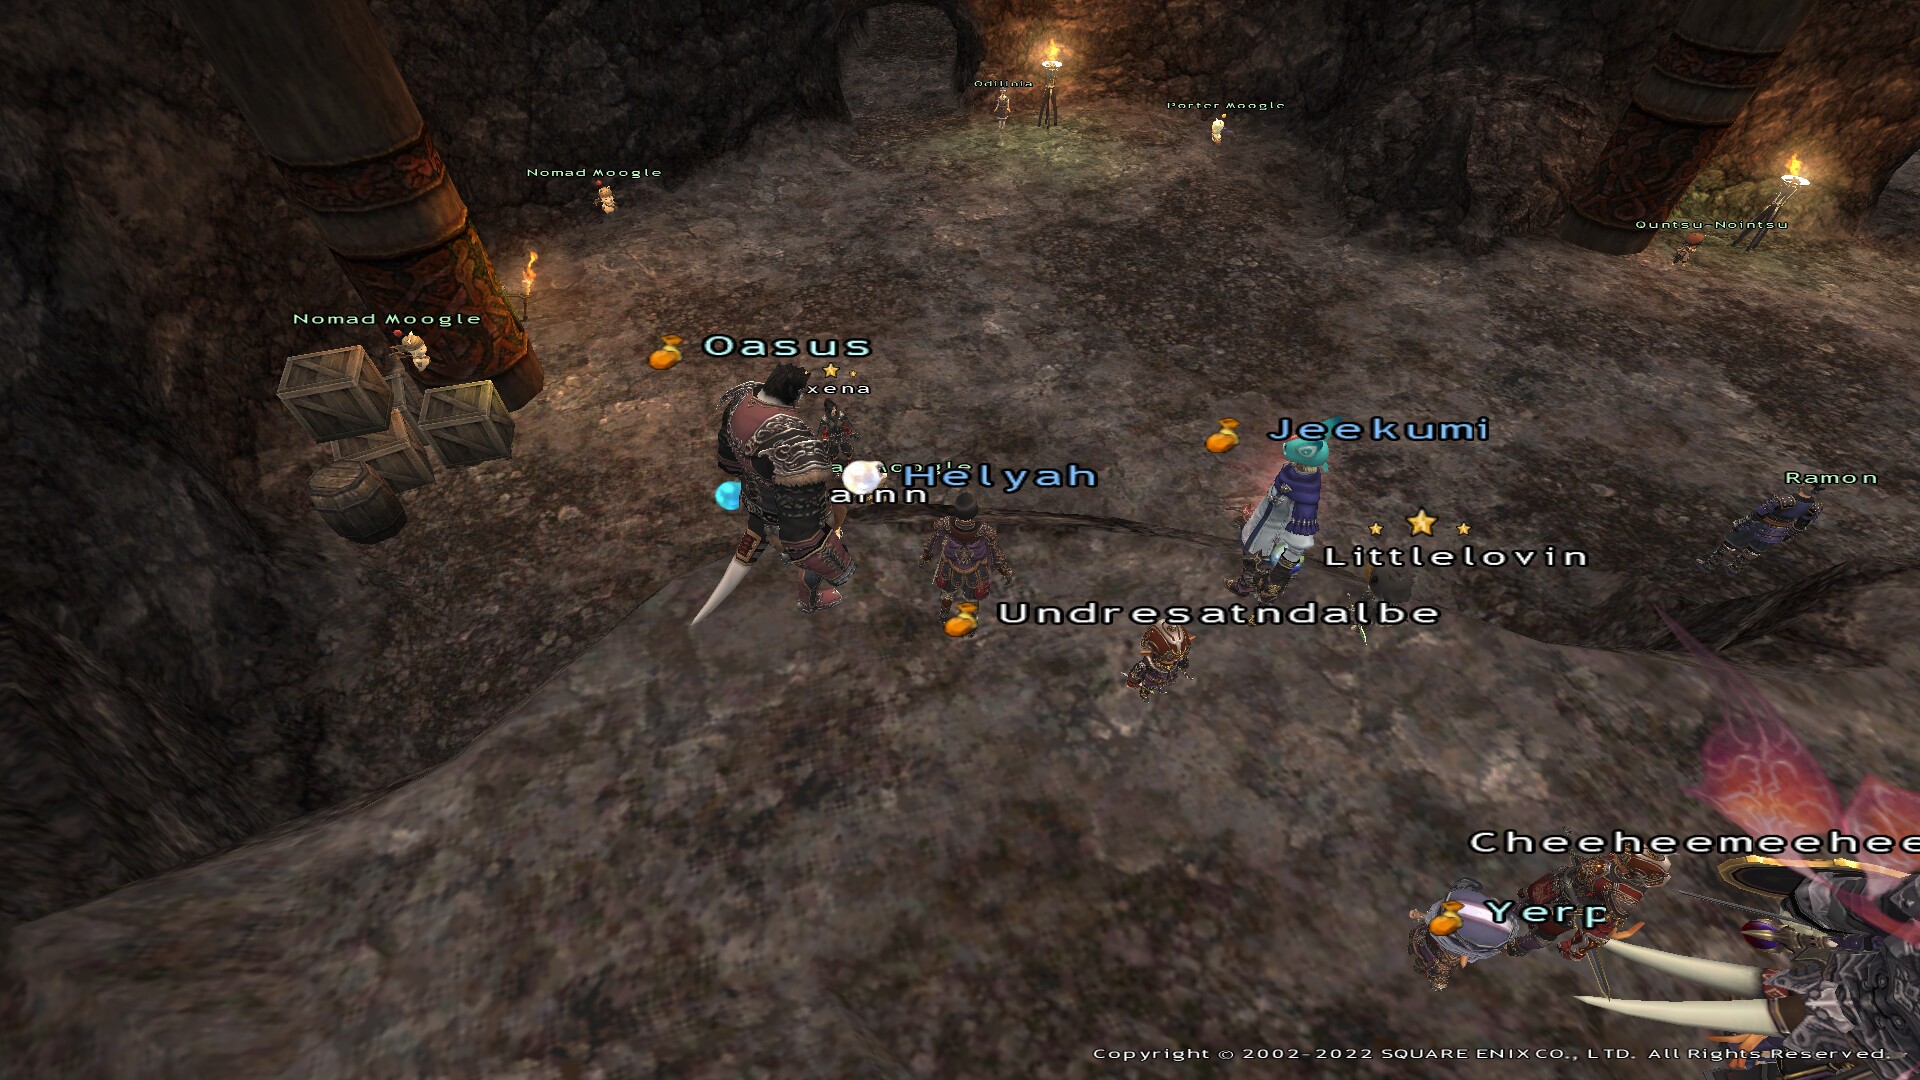 Odilinia
Porter Moogle
Nomad Moogle
Quntsu-Nointsu
Nomad Moogle
Oasus
xena
Jeekumi
Helyah
Ramon
Littlelovin
Undresatndalbe
Cheeheemeehee
Yerp
Copyright © 2002-2022 SQUARE ENIX CO., LTD. All Rights Reserved.